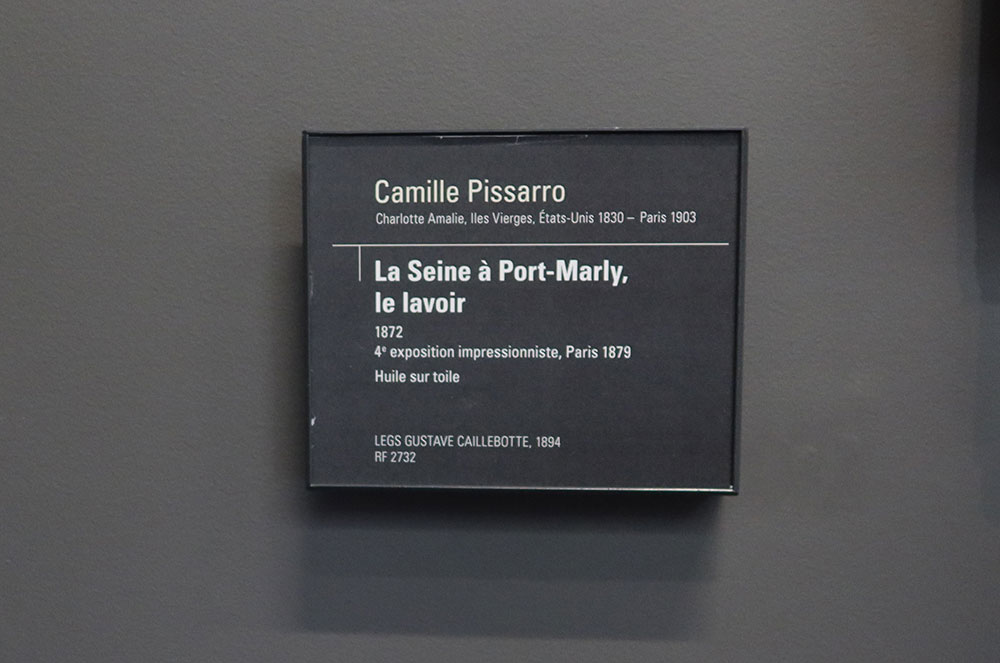 Camille Pissarro
Charlotte Amalie, Iles Vierges, États-Unis 1830 – Paris 1903
La Seine à Port-Marly,
le lavoir
1872
4e exposition impressionniste, Paris 1879
Huile sur toile
LEGS GUSTAVE CAILLEBOTTE, 1894
RF 2732